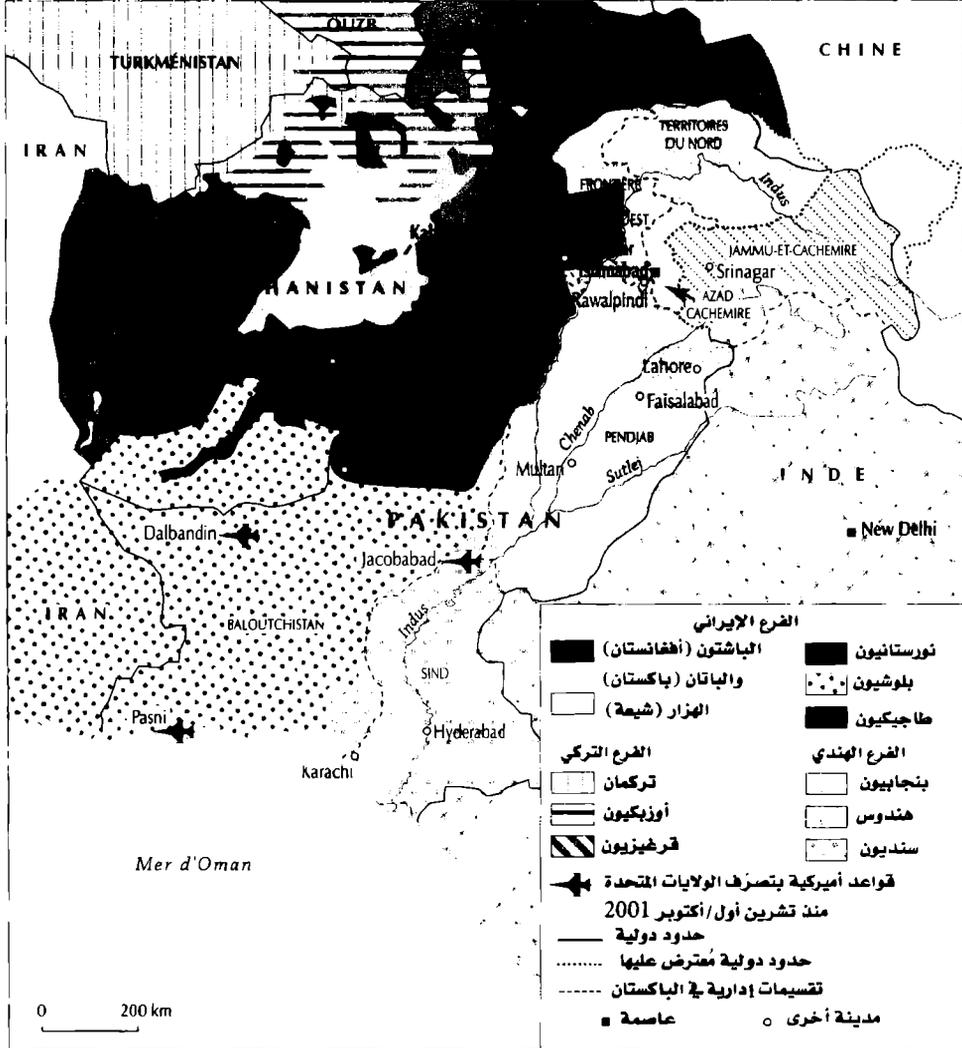 OUZB
CHINE
TURKMÉNISTAN
IRAN
TERRITOIRES
DU NORD
Indus
FRONTIÈRE
JAMMU-ET-CACHEMIRE
Srinagar
HANISTAN
Rawalpindi
AZAD
CACHEMIRE
Lahore
Faisalabad
Chenab
PENDJAB
Multan
Sutlej
INDE
PAKISTAN
Dalbandin
New Delhi
Jacobabad
IRAN
Indus
BALOUTCHISTAN
SIND
Pasni
Hyderabad
Karachi
Mer d'Oman
0 200 km
الفرع الإيراني
الباشتون (أفغانستان)
والباتان (باكستان)
الهزار (شيعة)
نورستانيون
بلوشيون
طاجيكيون
الفرع التركي
تركمان
أوزبكيون
قرغيزيون
الفرع الهندي
بنجابيون
هندوس
سنديون
قواعد أميركية بتصرّف الولايات المتحدة
منذ تشرين أول/أكتوبر 2001
حدود دولية
حدود دولية مُعترض عليها
تقسيمات إدارية في الباكستان
عاصمة
مدينة أخرى